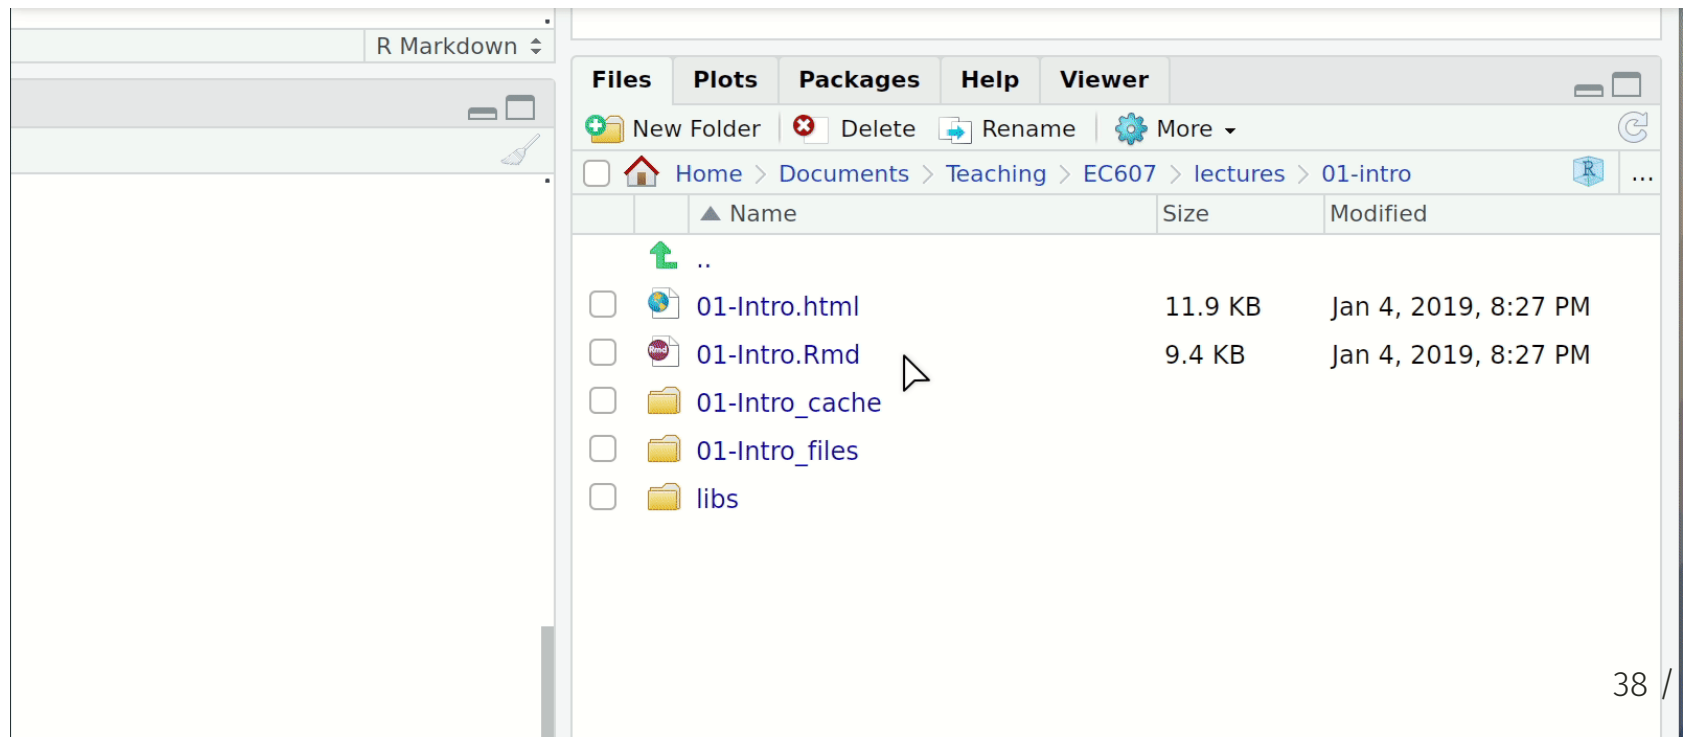 R Markdown
Files Plots Packages Help Viewer
New Folder Delete Rename More
Home > Documents > Teaching > EC607 > lectures > 01-intro R ...
Name Size Modified
..
01-Intro.html 11.9 KB Jan 4, 2019, 8:27 PM
Rmd 01-Intro.Rmd 9.4 KB Jan 4, 2019, 8:27 PM
01-Intro_cache
01-Intro_files
libs
38 /